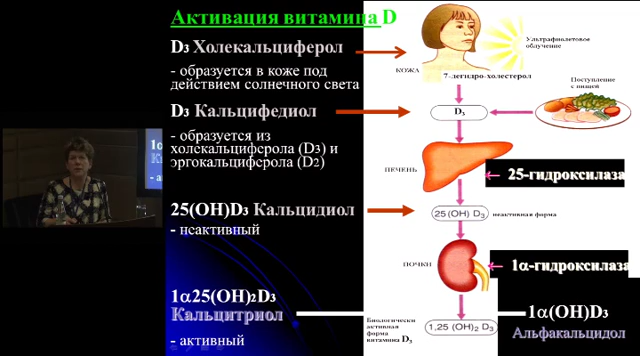 Активация витамина D
D3 Холекальциферол
- образуется в коже под
действием солнечного света
D3 Кальцифедиол
- образуется из
холекальциферола (D3) и
эргокальциферола (D2)
25(OH)D3 Кальцидиол
- неактивный
1α25(OH)2D3
Кальцитриол
- активный
Ультрафиолетовое
облучение
КОЖА
7-дегидро-холестерол
Поступление
с пищей
D3
ПЕЧЕНЬ
25-гидроксилаза
25(OH) D3
неактивная форма
ПОЧКИ
1α-гидроксилаза
Биологически
активная
форма
витамина D3
1,25 (OH)2 D3
1α(OH)D3
Альфакальцидол